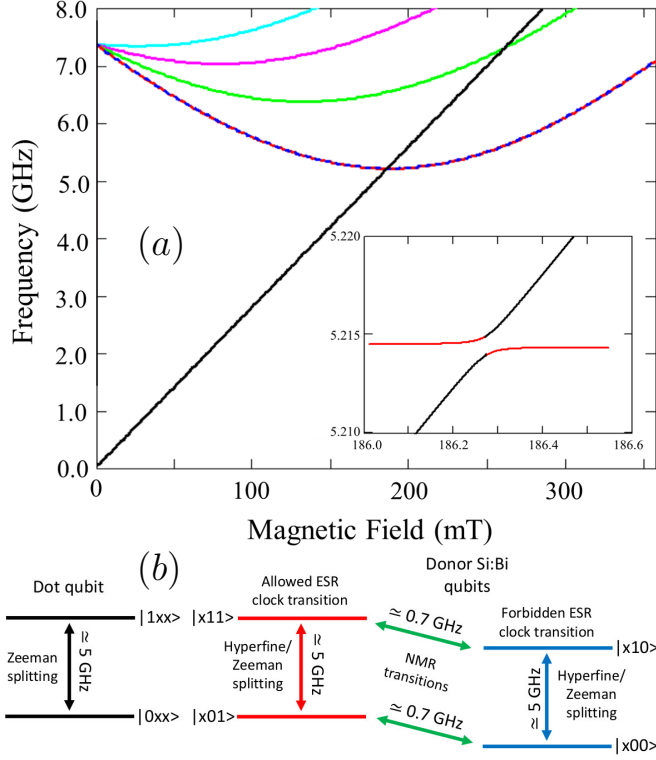 8.0
7.0
6.0
5.0
4.0
3.0
2.0
1.0
0.0
Frequency (GHz)
(a)
5.220
5.215
5.210
186.0
186.2
186.4
186.6
0
100
200
300
Magnetic Field (mT)
(b)
Dot qubit
|1xx>
Zeeman
splitting
≈ 5 GHz
|0xx>
Allowed ESR
clock transition
|x11>
Hyperfine/
Zeeman
splitting
≈ 5 GHz
|x01>
Donor Si:Bi
qubits
≃ 0.7 GHz
NMR
transitions
≃ 0.7 GHz
Forbidden ESR
clock transition
|x10>
≈ 5 GHz
Hyperfine/
Zeeman
splitting
|x00>